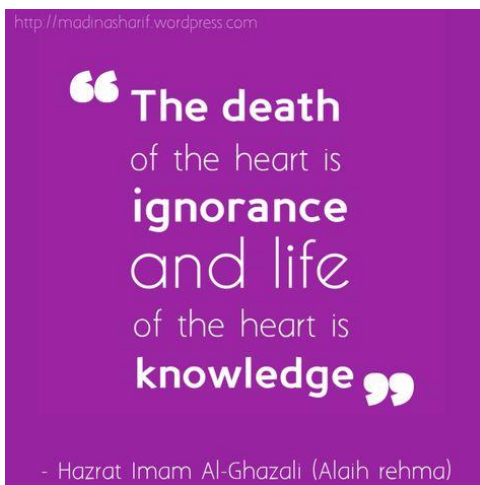 http://madinasharif.wordpress.com
“ The death
of the heart is
ignorance
and life
of the heart is
knowledge ”
- Hazrat Imam Al-Ghazali (Alaih rehma)